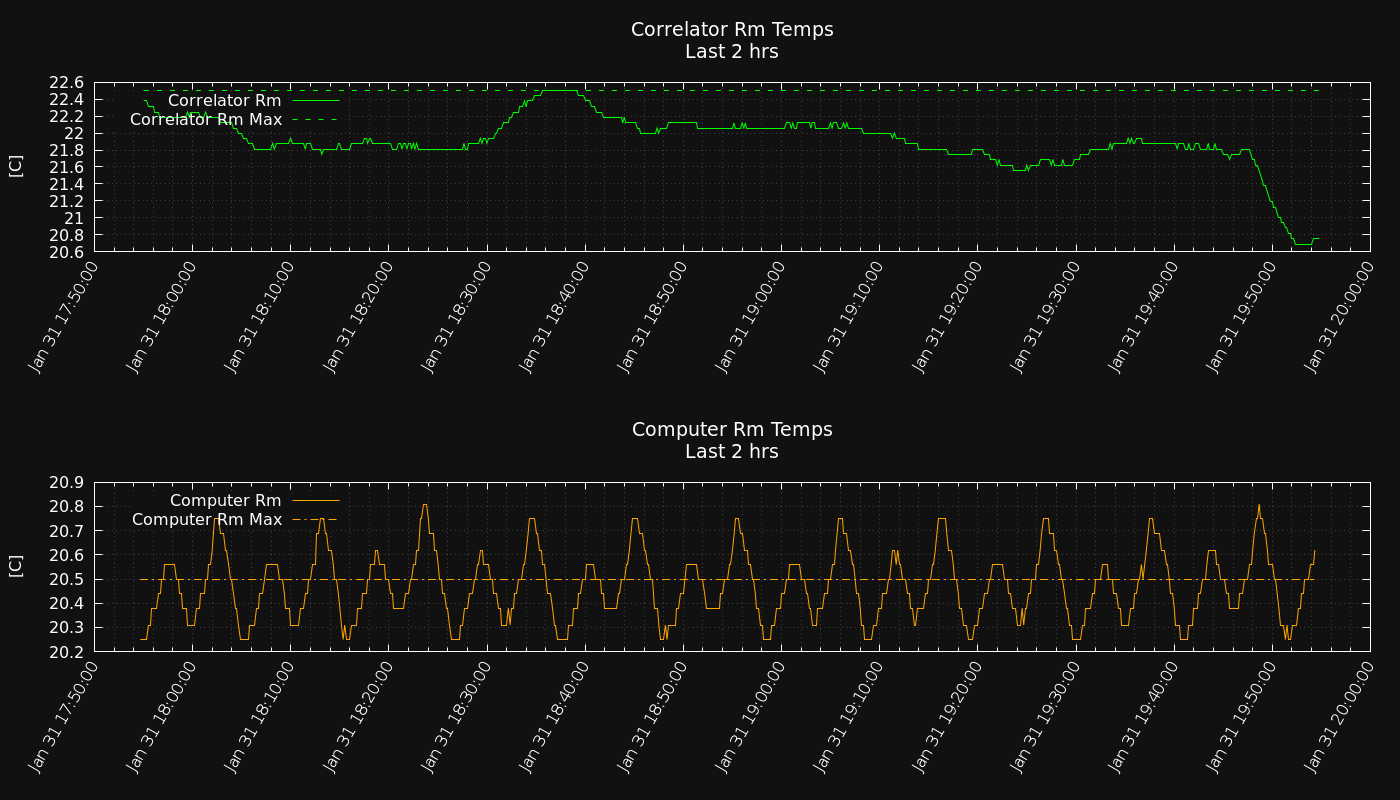 Correlator Rm Temps
Last 2 hrs
22.6
22.4
22.2
22
21.8
21.6
21.4
21.2
21
20.8
20.6
[C]
Correlator Rm
Correlator Rm Max
Jan 31 17:50:00
Jan 31 18:00:00
Jan 31 18:10:00
Jan 31 18:20:00
Jan 31 18:30:00
Jan 31 18:40:00
Jan 31 18:50:00
Jan 31 19:00:00
Jan 31 19:10:00
Jan 31 19:20:00
Jan 31 19:30:00
Jan 31 19:40:00
Jan 31 19:50:00
Jan 31 20:00:00
Computer Rm Temps
Last 2 hrs
20.9
20.8
20.7
20.6
20.5
20.4
20.3
20.2
[C]
Computer Rm
Computer Rm Max
Jan 31 17:50:00
Jan 31 18:00:00
Jan 31 18:10:00
Jan 31 18:20:00
Jan 31 18:30:00
Jan 31 18:40:00
Jan 31 18:50:00
Jan 31 19:00:00
Jan 31 19:10:00
Jan 31 19:20:00
Jan 31 19:30:00
Jan 31 19:40:00
Jan 31 19:50:00
Jan 31 20:00:00